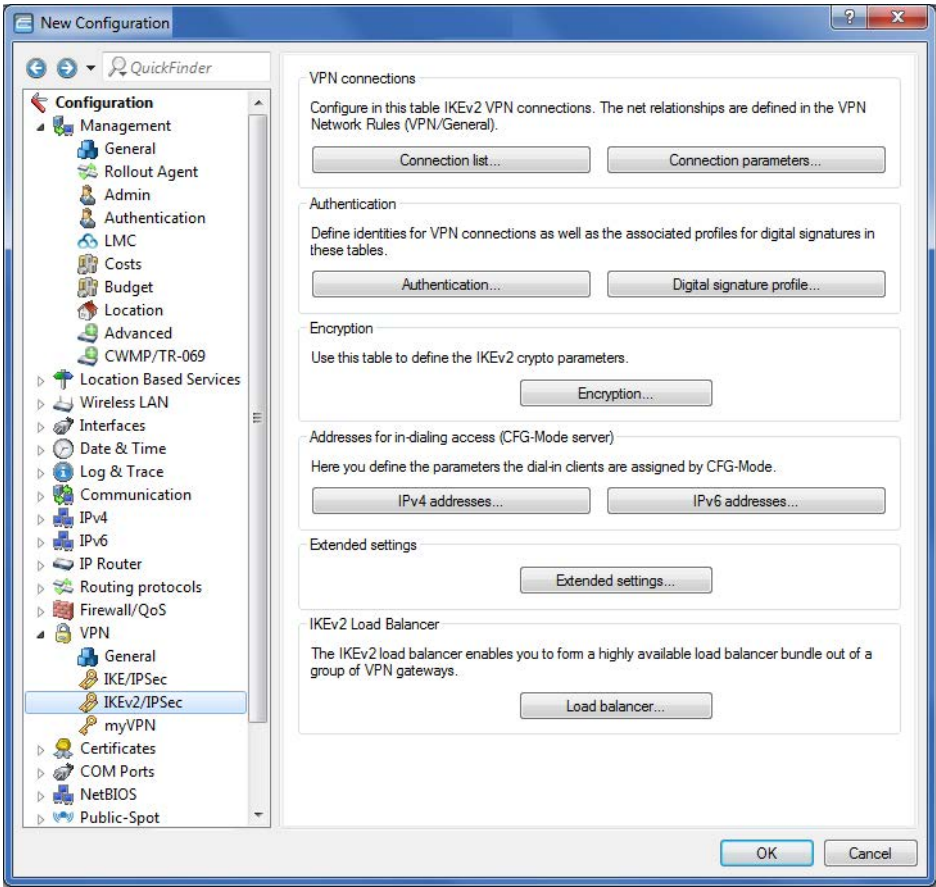 New Configuration
QuickFinder
Configuration
Management
General
Rollout Agent
Admin
Authentication
LMC
Costs
Budget
Location
Advanced
CWMP/TR-069
Location Based Services
Wireless LAN
Interfaces
Date & Time
Log & Trace
Communication
IPv4
IPv6
IP Router
Routing protocols
Firewall/QoS
VPN
General
IKE/IPSec
IKEv2/IPSec
myVPN
Certificates
COM Ports
NetBIOS
Public-Spot
VPN connections
Configure in this table IKEv2 VPN connections. The net relationships are defined in the VPN
Network Rules (VPN/General).
Connection list...
Connection parameters...
Authentication
Define identities for VPN connections as well as the associated profiles for digital signatures in
these tables.
Authentication...
Digital signature profile...
Encryption
Use this table to define the IKEv2 crypto parameters.
Encryption...
Addresses for in-dialing access (CFG-Mode server)
Here you define the parameters the dial-in clients are assigned by CFG-Mode.
IPv4 addresses...
IPv6 addresses...
Extended settings
Extended settings...
IKEv2 Load Balancer
The IKEv2 load balancer enables you to form a highly available load balancer bundle out of a
group of VPN gateways.
Load balancer...
OK
Cancel